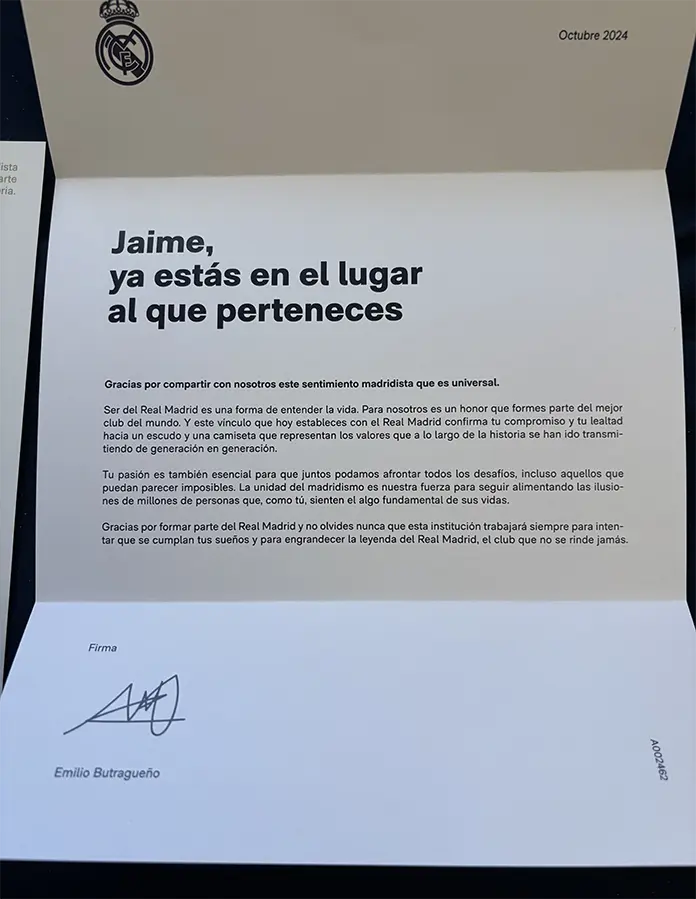 Octubre 2024
ista
arte
ria.
Jaime,
ya estás en el lugar
al que perteneces
Gracias por compartir con nosotros este sentimiento madridista que es universal.
Ser del Real Madrid es una forma de entender la vida. Para nosotros es un honor que formes parte del mejor
club del mundo. Y este vínculo que hoy estableces con el Real Madrid confirma tu compromiso y tu lealtad
hacia un escudo y una camiseta que representan los valores que a lo largo de la historia se han ido transmi-
tiendo de generación en generación.
Tu pasión es también esencial para que juntos podamos afrontar todos los desafíos, incluso aquellos que
puedan parecer imposibles. La unidad del madridismo es nuestra fuerza para seguir alimentando las ilusio-
nes de millones de personas que, como tú, sienten el algo fundamental de sus vidas.
Gracias por formar parte del Real Madrid y no olvides nunca que esta institución trabajará siempre para inten-
tar que se cumplan tus sueños y para engrandecer la leyenda del Real Madrid, el club que no se rinde jamás.
Firma
Emilio Butragueño
A002462